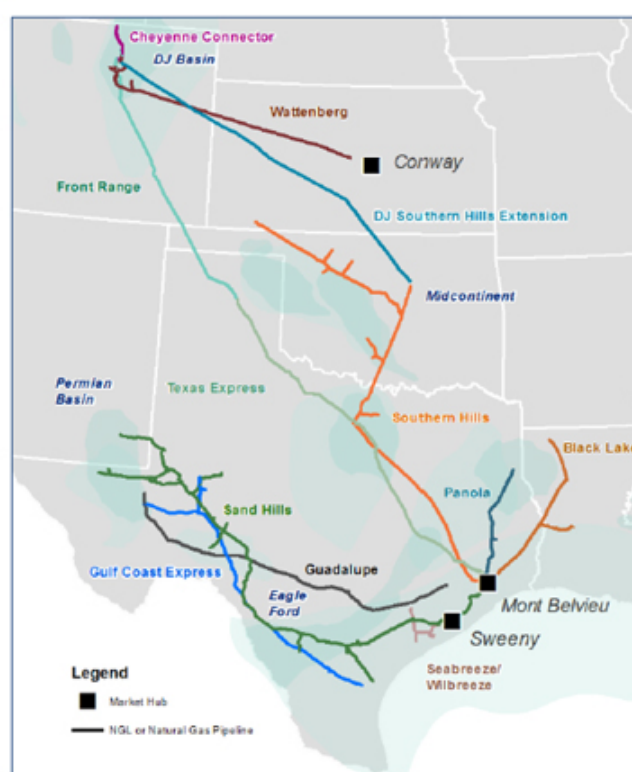 Cheyenne Connector
DJ Basin
Wattenberg
Conway
Front Range
DJ Southern Hills Extension
Midcontinent
Permian
Basin
Texas Express
Southern Hills
Black Lake
Panola
Sand Hills
Guadalupe
Gulf Coast Express
Eagle
Ford
Mont Belvieu
Sweeny
Seabreeze/
Wilbreeze
Legend
Market Hub
NGL or Natural Gas Pipeline